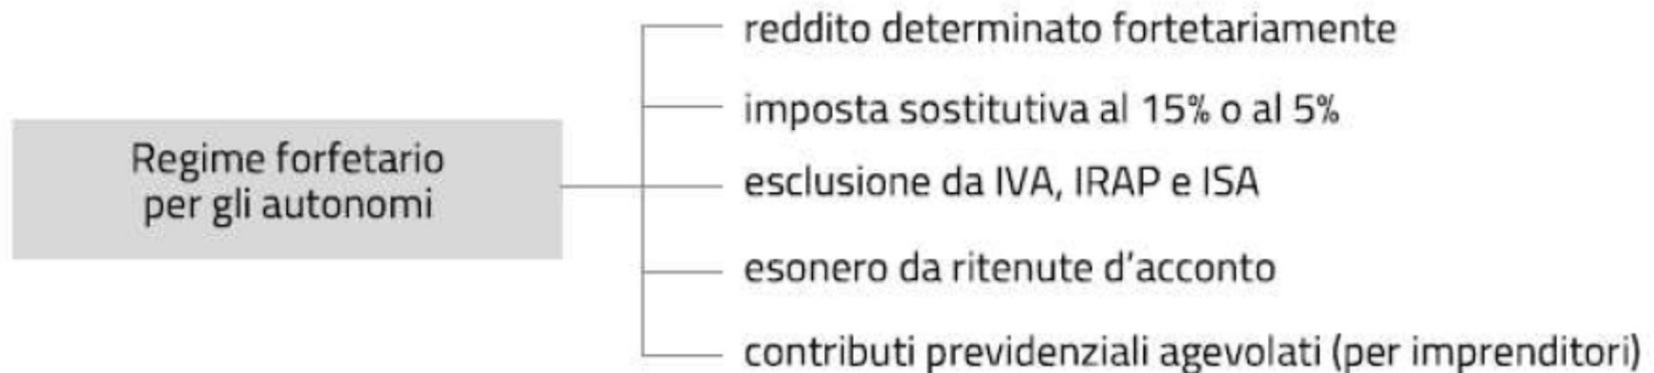 reddito determinato fortetariamente
imposta sostitutiva al 15% o al 5%
Regime forfetario
per gli autonomi
esclusione da IVA, IRAP e ISA
esonero da ritenute d'acconto
contributi previdenziali agevolati (per imprenditori)